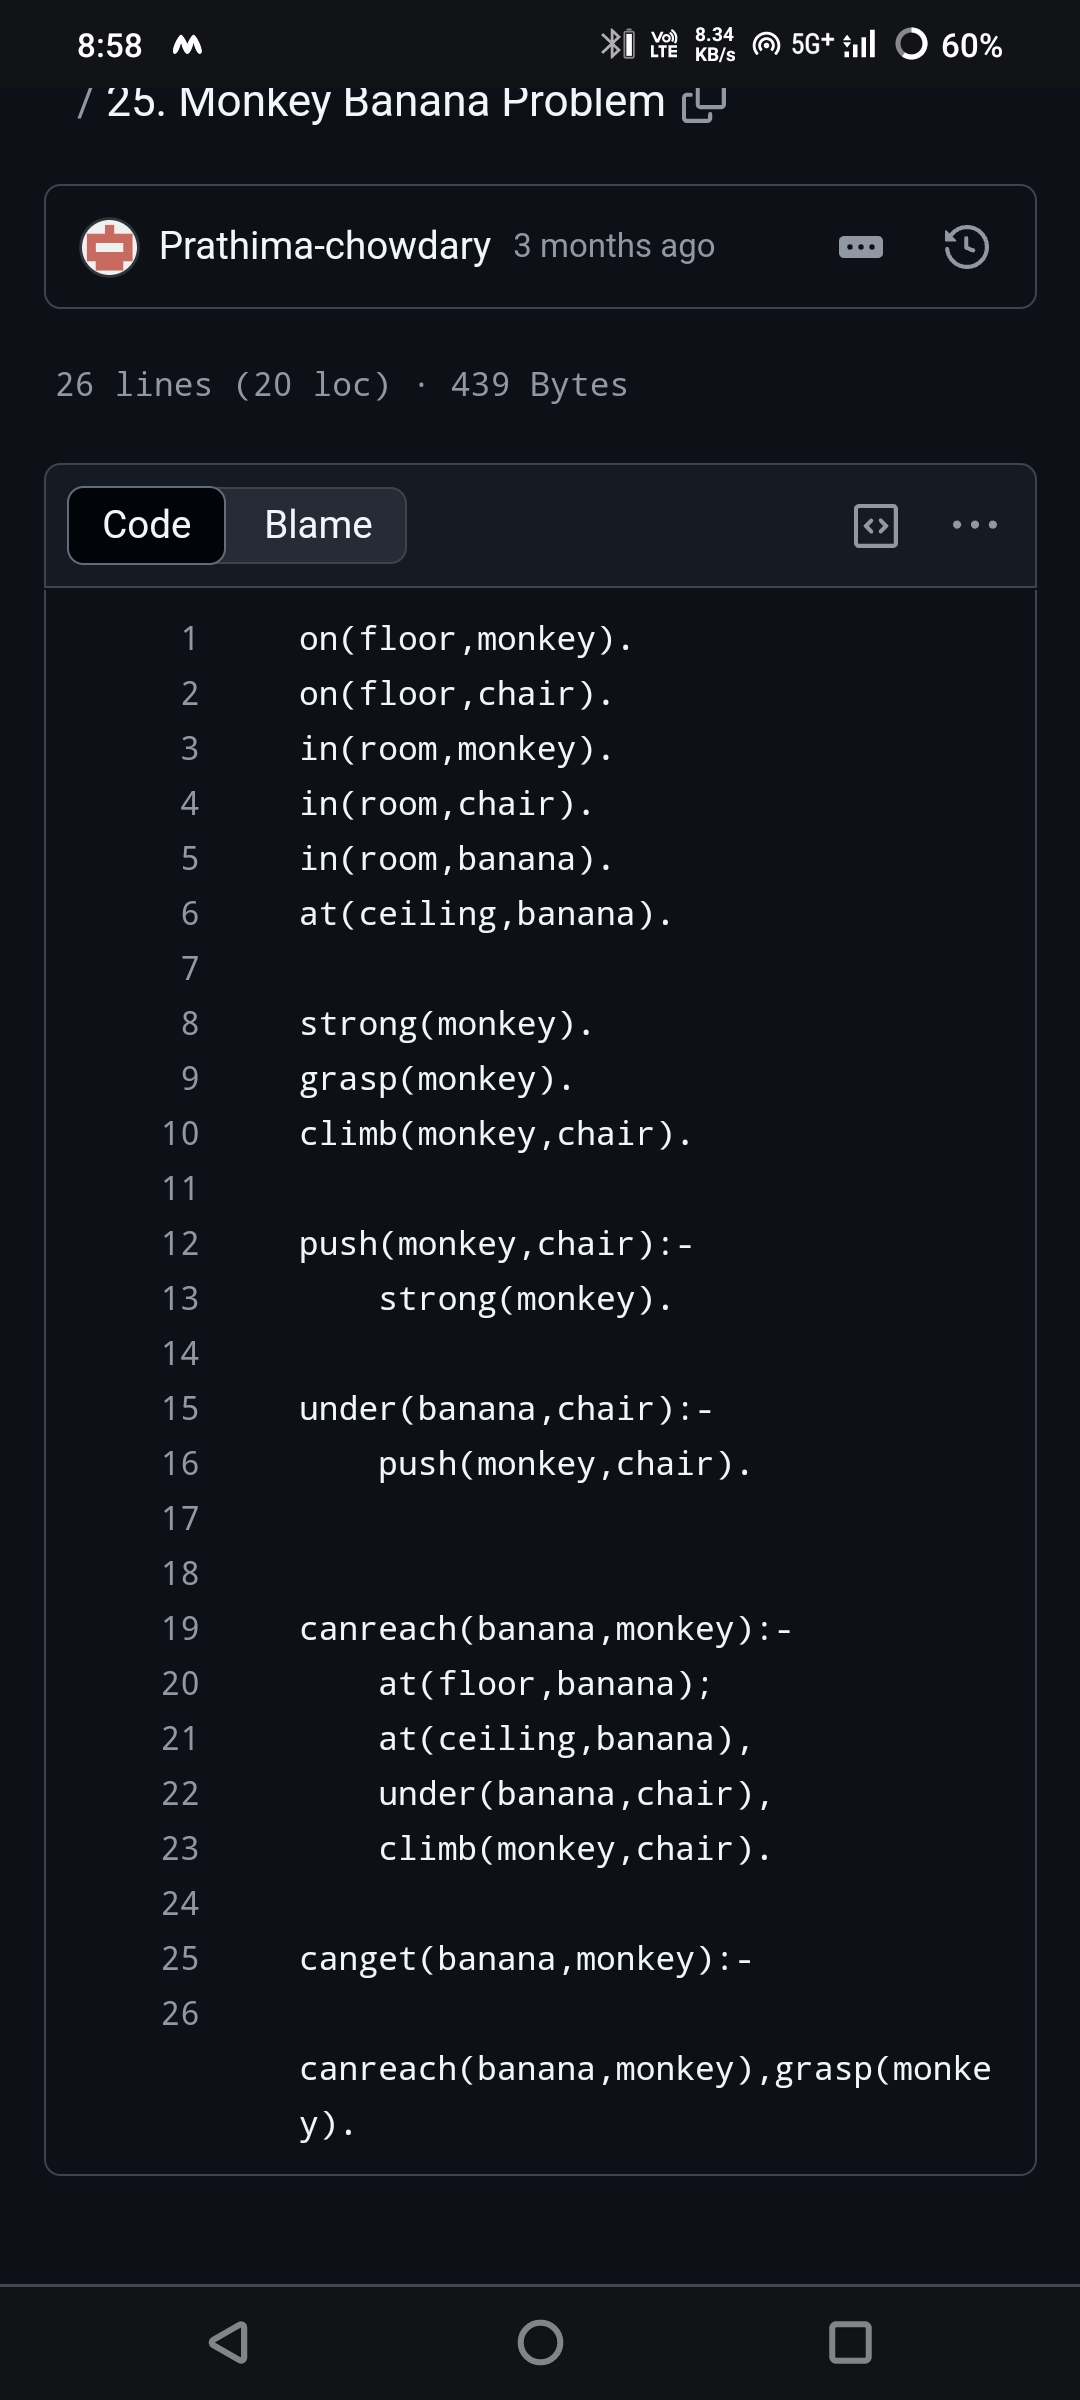 8:58 VoLTE 8.34 KB/s 5G+ 60%
/ 25. Monkey Banana Problem
Prathima-chowdary 3 months ago
26 lines (20 loc) · 439 Bytes
Code Blame
1 on(floor,monkey).
2 on(floor,chair).
3 in(room,monkey).
4 in(room,chair).
5 in(room,banana).
6 at(ceiling,banana).
7
8 strong(monkey).
9 grasp(monkey).
10 climb(monkey,chair).
11
12 push(monkey,chair):-
13     strong(monkey).
14
15 under(banana,chair):-
16     push(monkey,chair).
17
18
19 canreach(banana,monkey):-
20     at(floor,banana);
21     at(ceiling,banana),
22     under(banana,chair),
23     climb(monkey,chair).
24
25 canget(banana,monkey):-
26
canreach(banana,monkey),grasp(monke
y).